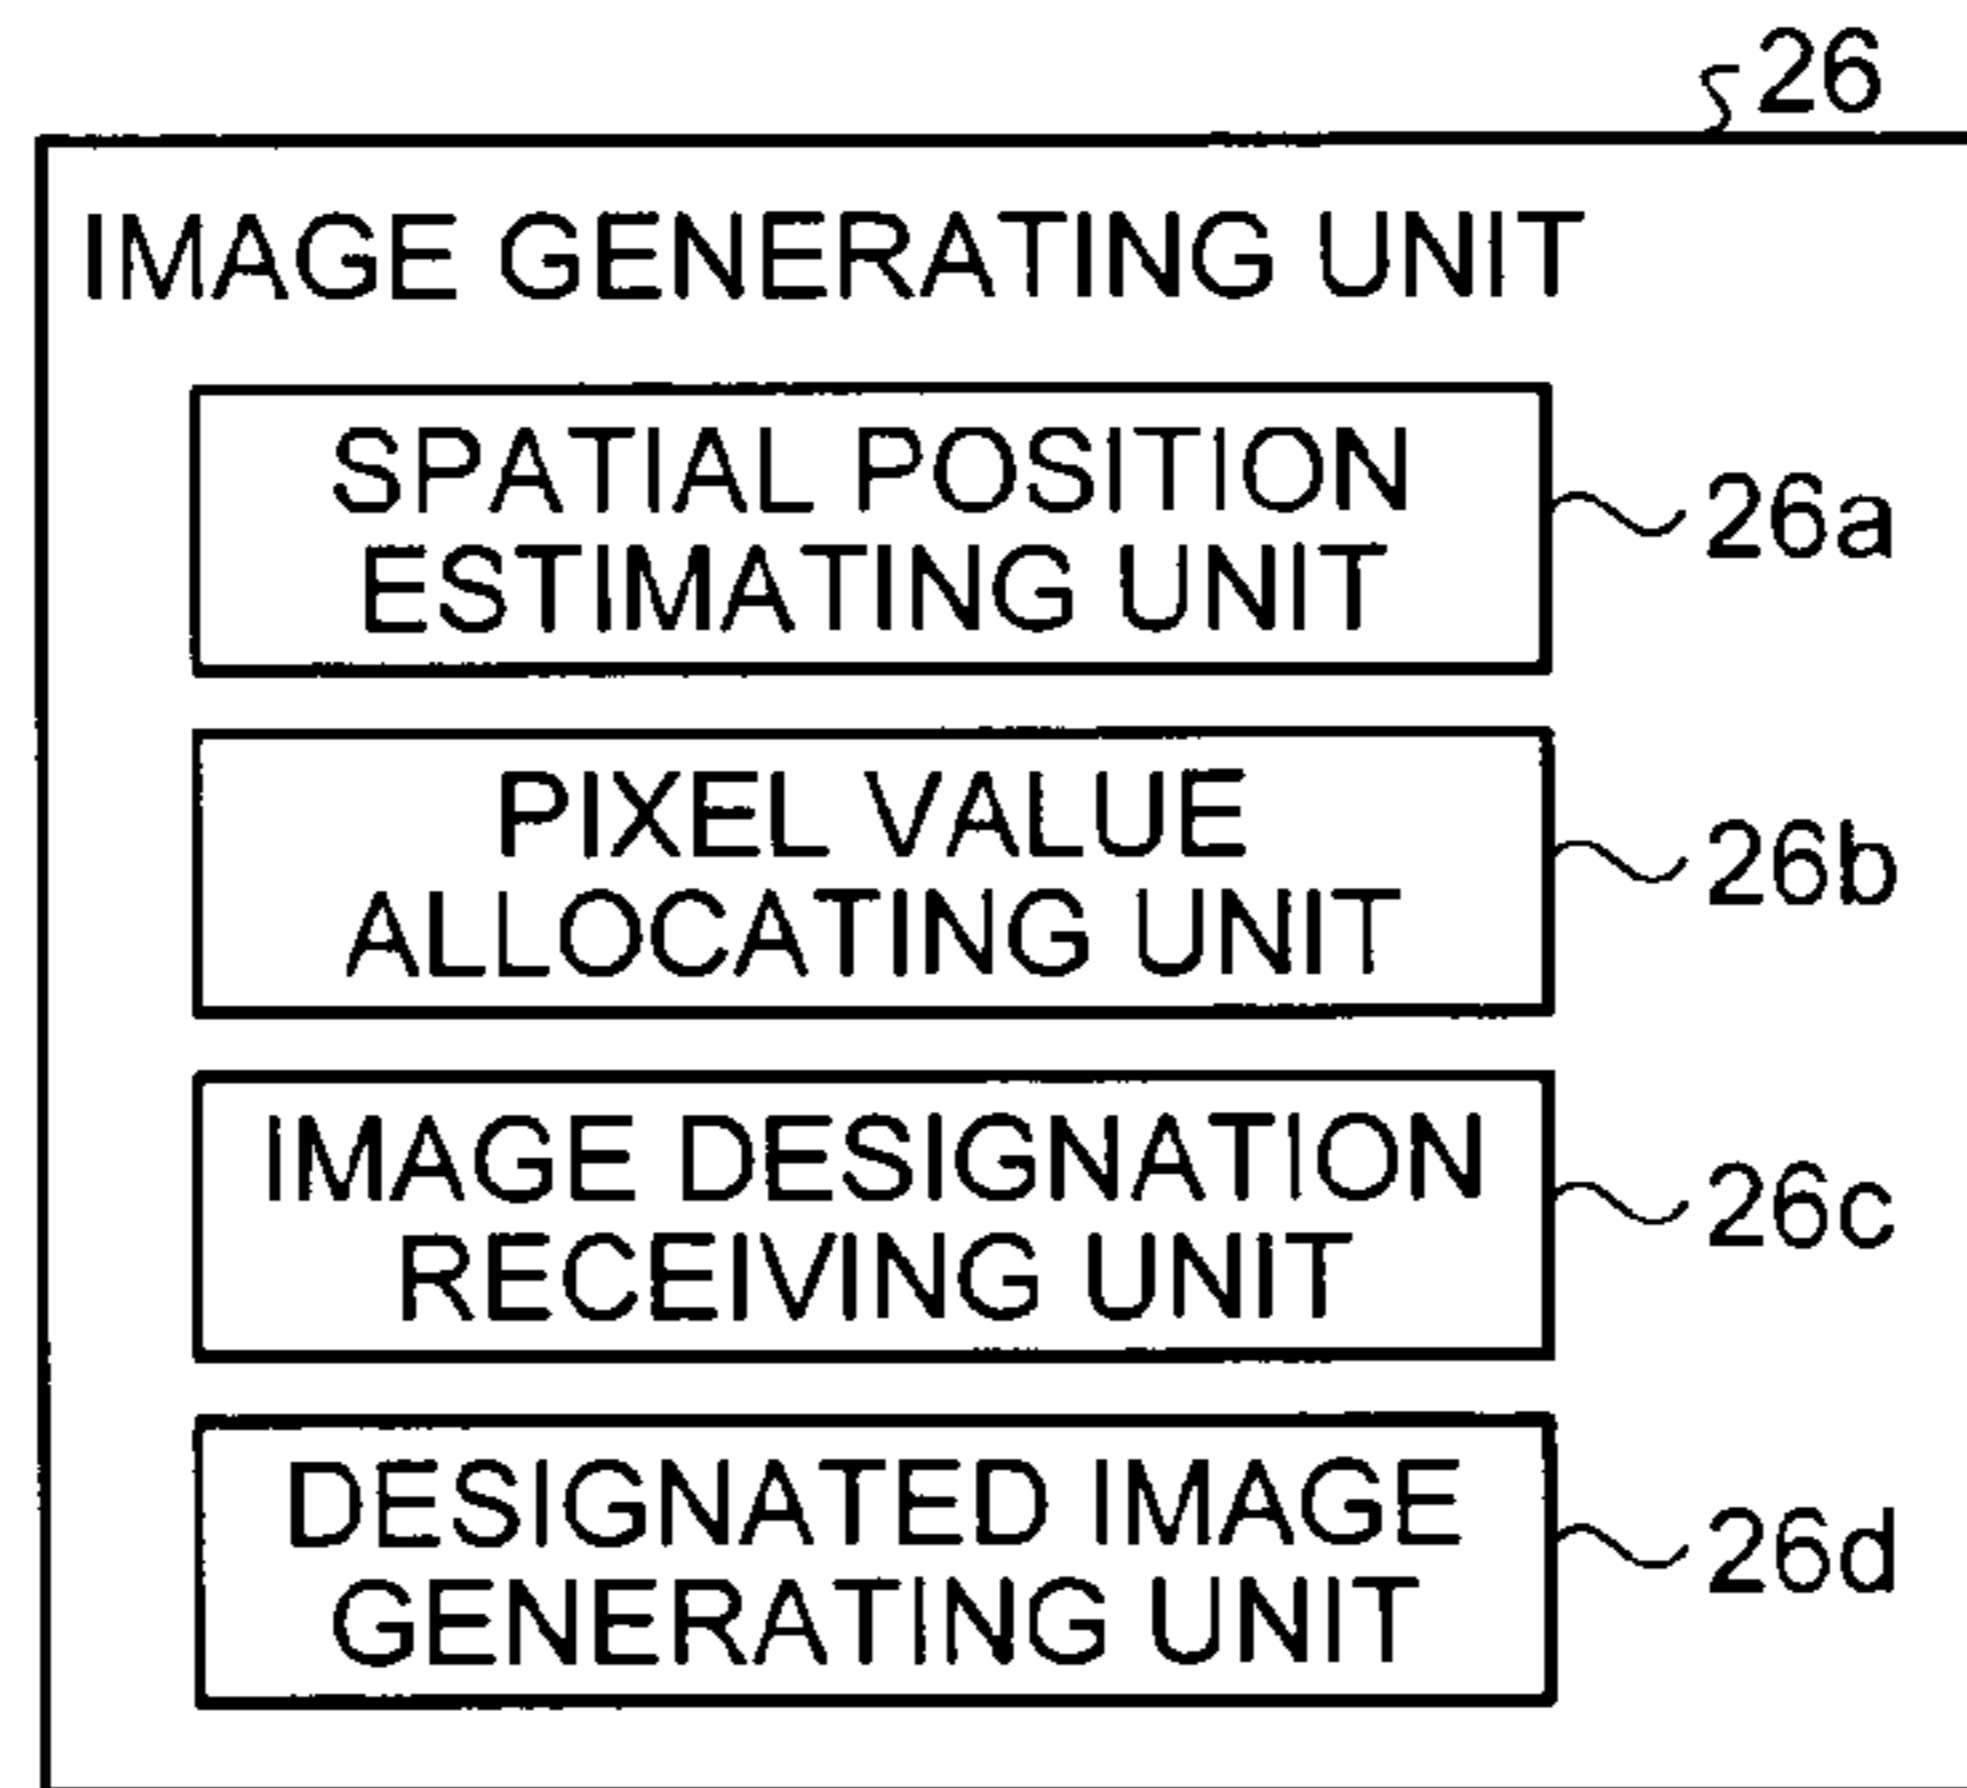 26
IMAGE GENERATING UNIT
SPATIAL POSITION
ESTIMATING UNIT
26a
PIXEL VALUE
ALLOCATING UNIT
26b
IMAGE DESIGNATION
RECEIVING UNIT
26c
DESIGNATED IMAGE
GENERATING UNIT
26d